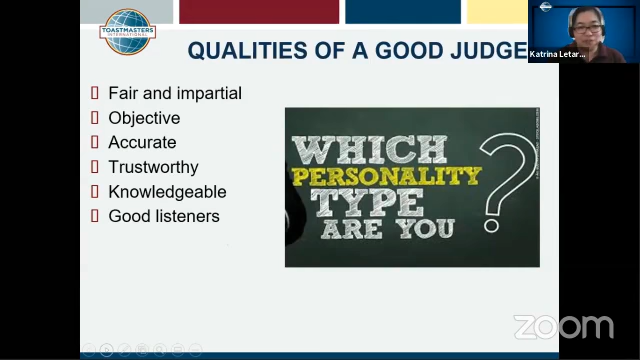 TOASTMASTERS
INTERNATIONAL
QUALITIES OF A GOOD JUDGE
Katrina Letar...
Fair and impartial
Objective
Accurate
Trustworthy
Knowledgeable
Good listeners
WHICH
PERSONALITY
TYPE
ARE YOU
?
zoom